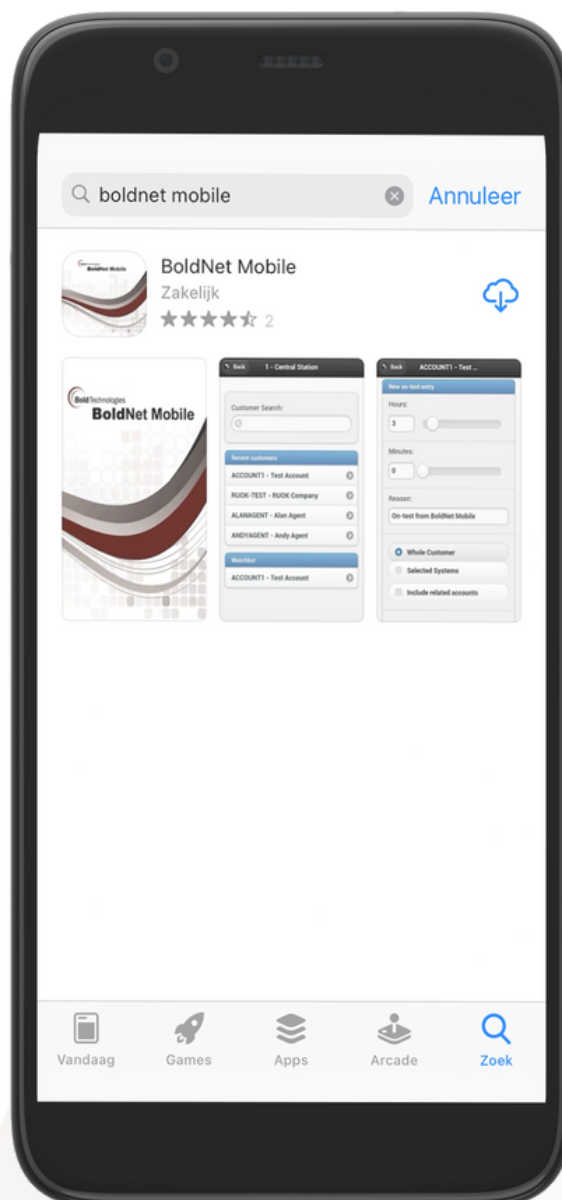 boldnet mobile
Annuleer
BoldNet Mobile
BoldNet Mobile
Zakelijk
2
BoldTechnologies
BoldNet Mobile
Back
1 - Central Station
Customer Search:
Recent customers
ACCOUNT1 - Test Account
RUOK-TEST - RUOK Company
ALANAGENT - Alan Agent
ANDYAGENT - Andy Agent
Watchlist
ACCOUNT1 - Test Account
Back
ACCOUNT1 - Test ...
New on-test entry
Hours:
3
Minutes:
0
Reason:
On-test from BoldNet Mobile
Whole Customer
Selected Systems
Include related accounts
Vandaag
Games
Apps
Arcade
Zoek